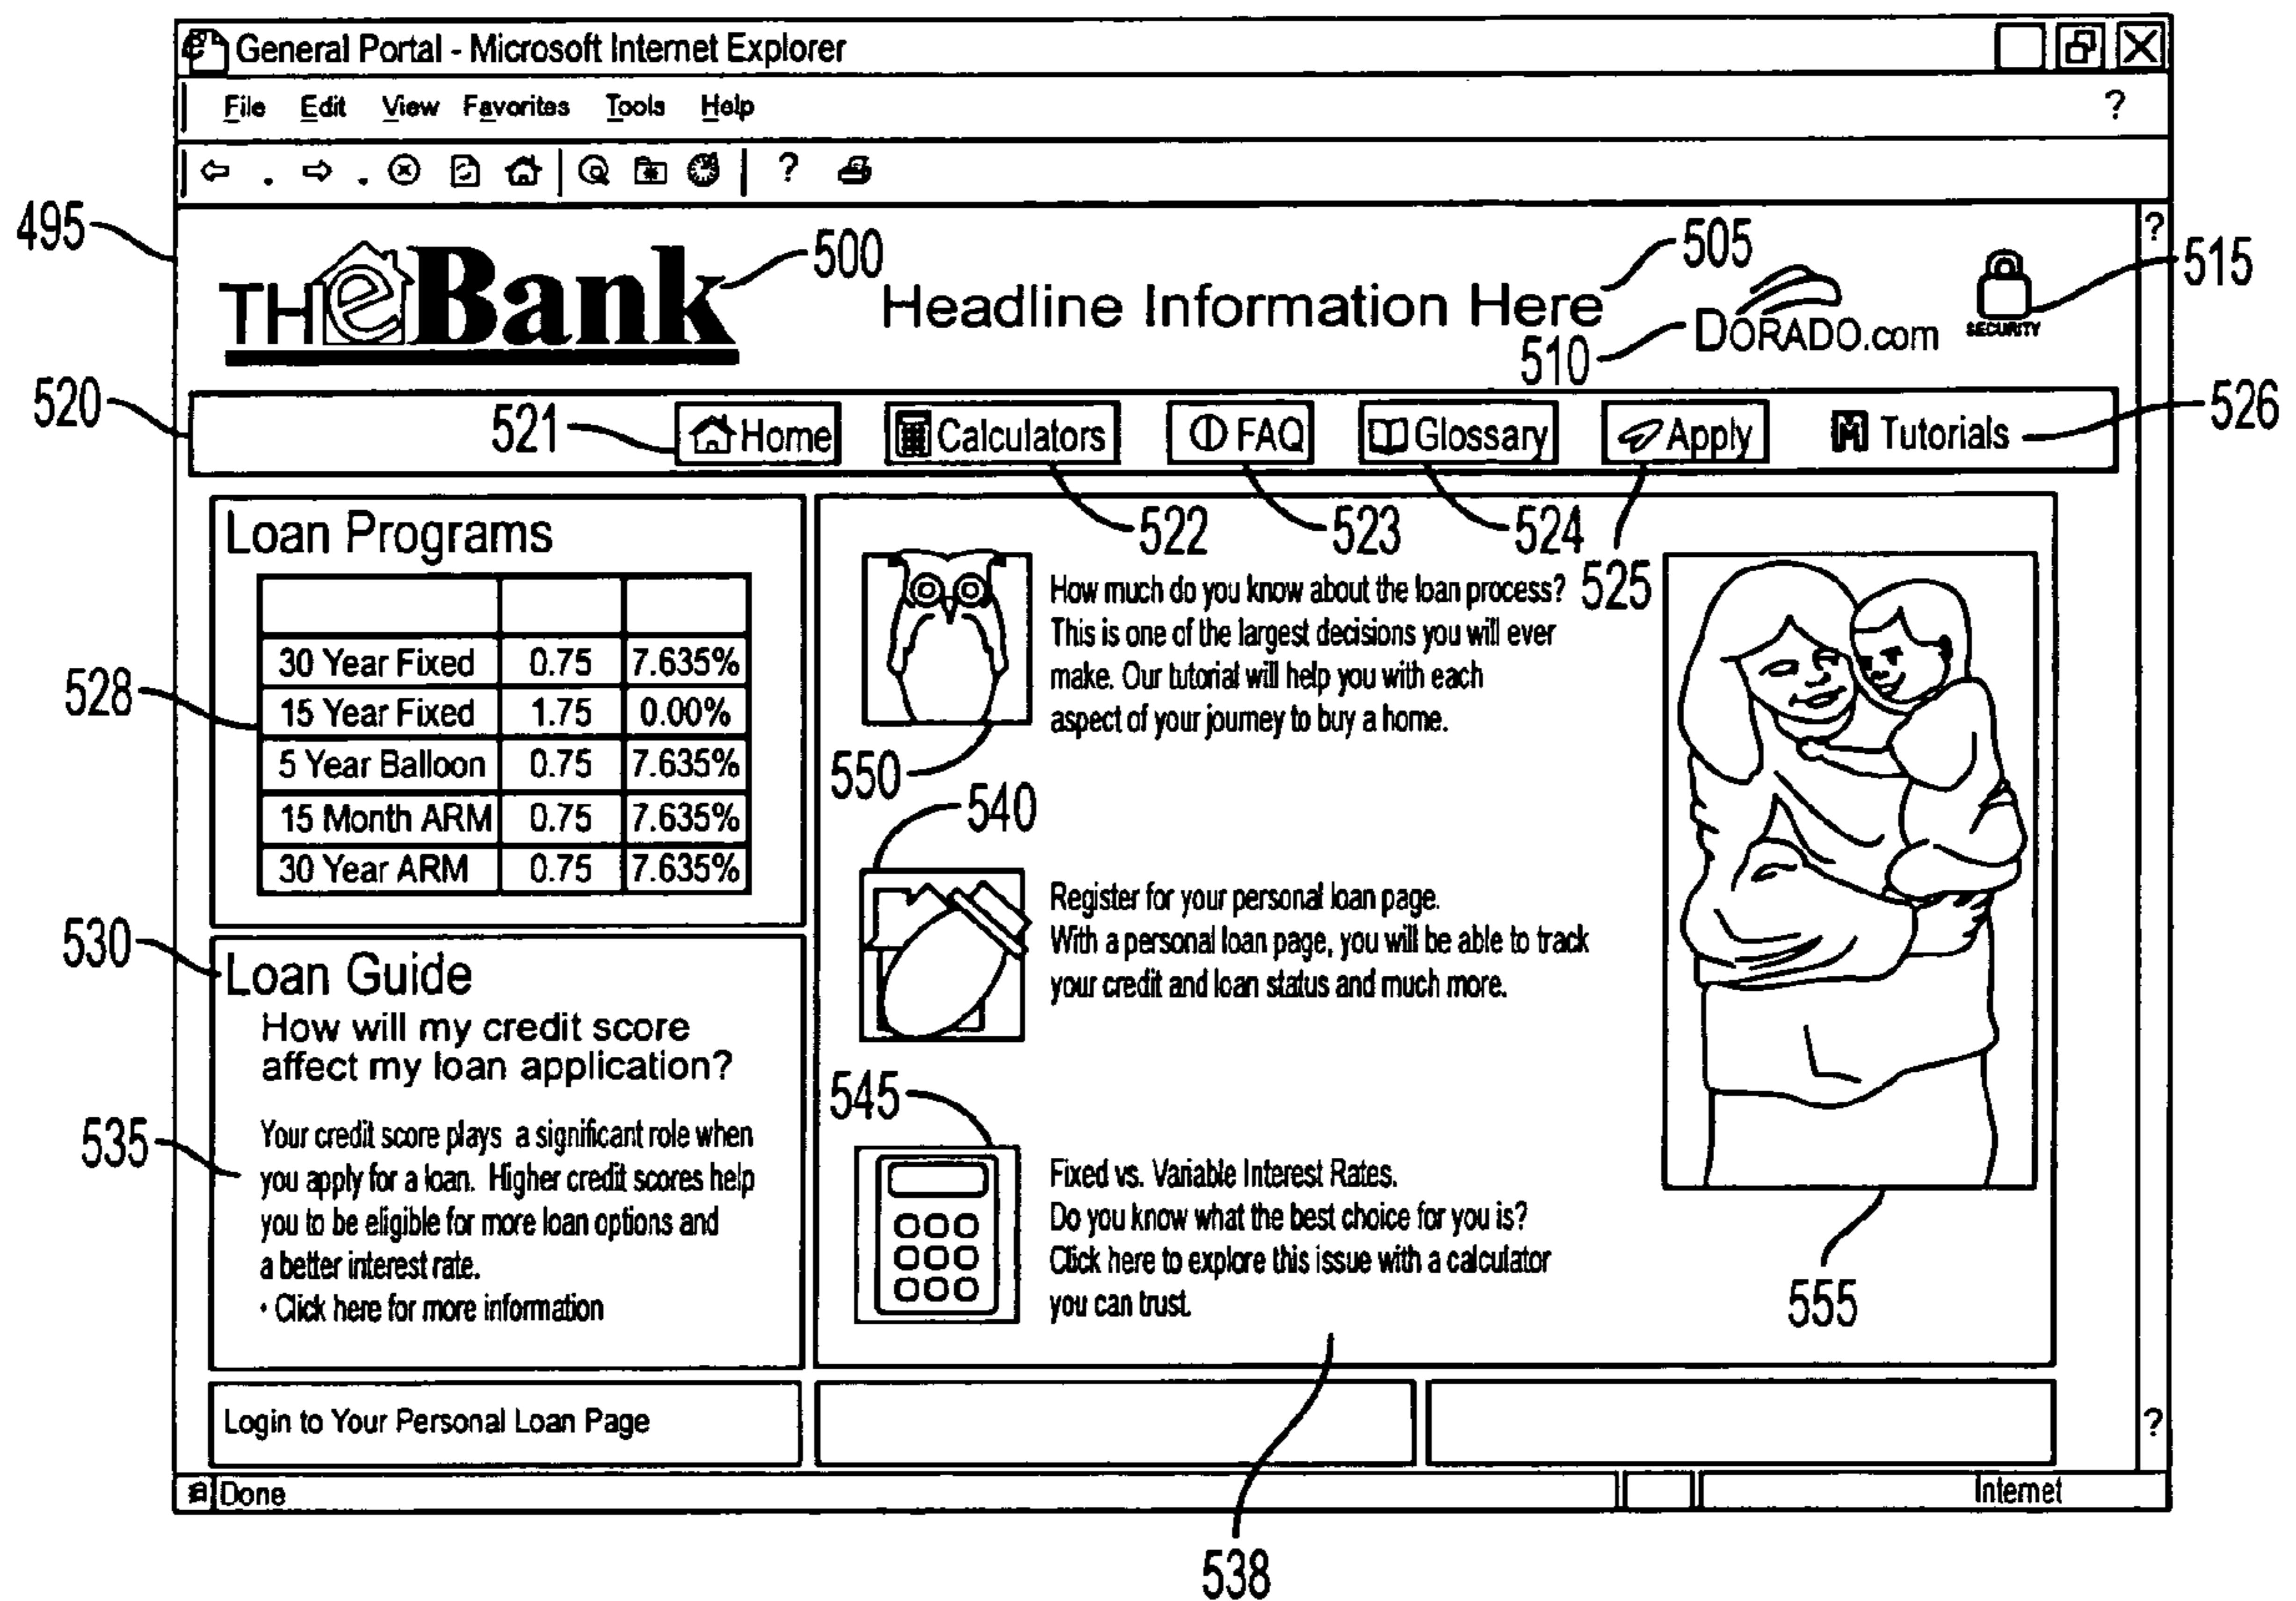 General Portal - Microsoft Internet Explorer
File Edit View Favorites Tools Help ?
?
495
THeBank
500
Headline Information Here
505
510
DORADO.com
SECURITY
?
515
520
521
Home
Calculators
FAQ
Glossary
Apply
Tutorials
526
522
523
524
525
Loan Programs
30 Year Fixed 0.75 7.635%
15 Year Fixed 1.75 0.00%
5 Year Balloon 0.75 7.635%
15 Month ARM 0.75 7.635%
30 Year ARM 0.75 7.635%
528
530
Loan Guide
How will my credit score
affect my loan application?
535
Your credit score plays a significant role when
you apply for a loan. Higher credit scores help
you to be eligible for more loan options and
a better interest rate.
· Click here for more information
How much do you know about the loan process?
This is one of the largest decisions you will ever
make. Our tutorial will help you with each
aspect of your journey to buy a home.
550
540
Register for your personal loan page.
With a personal loan page, you will be able to track
your credit and loan status and much more.
545
Fixed vs. Variable Interest Rates.
Do you know what the best choice for you is?
Click here to explore this issue with a calculator
you can trust.
555
Login to Your Personal Loan Page
?
Done
Internet
538